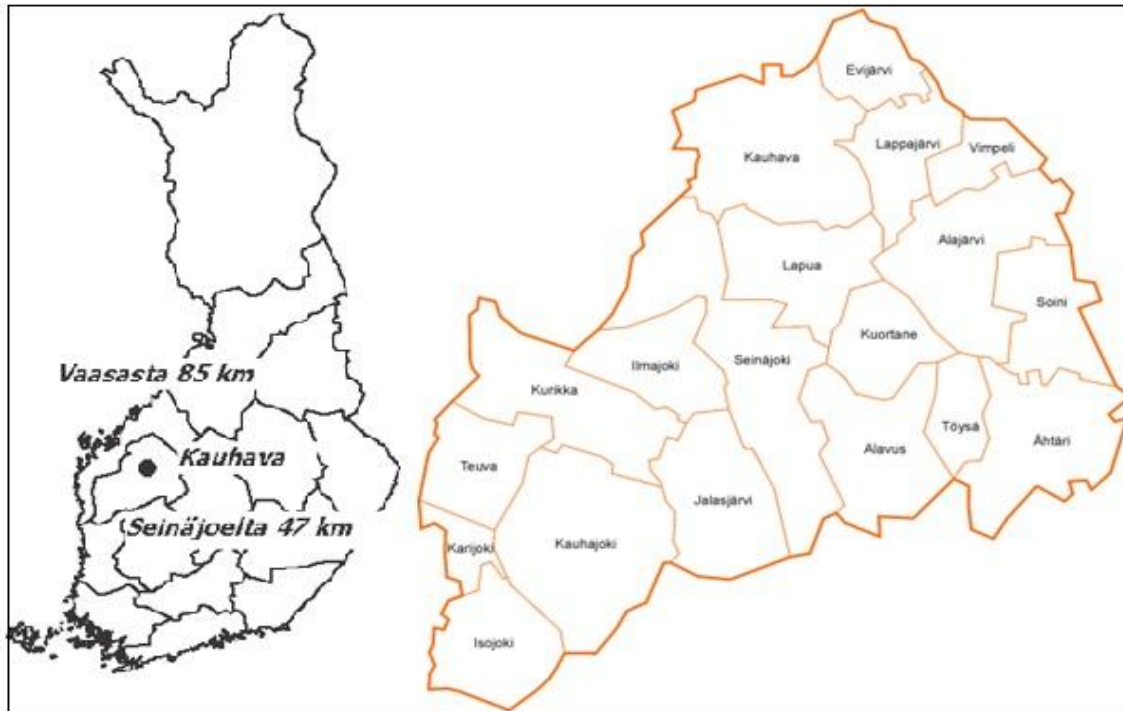 Vaasasta 85 km
Kauhava
Seinäjoelta 47 km
Evijärvi
Kauhava
Lappajärvi
Vimpeli
Alajärvi
Lapua
Soini
Kuortane
Ilmajoki
Seinäjoki
Kurikka
Töysä
Alavus
Ähtäri
Teuva
Jalasjärvi
Karijoki
Kauhajoki
Isojoki